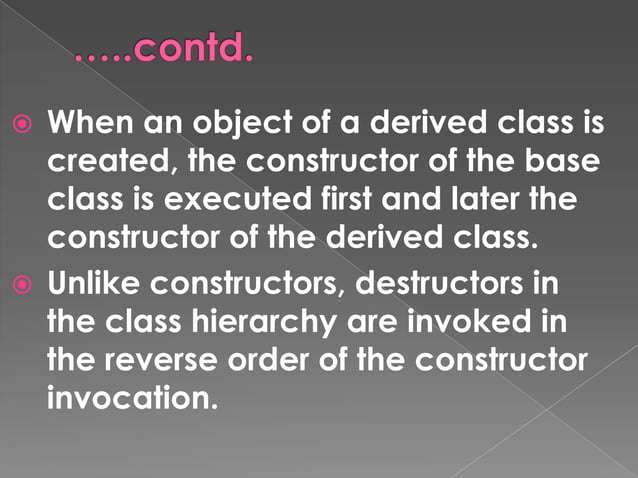 …..contd.
When an object of a derived class is
created, the constructor of the base
class is executed first and later the
constructor of the derived class.
Unlike constructors, destructors in
the class hierarchy are invoked in
the reverse order of the constructor
invocation.